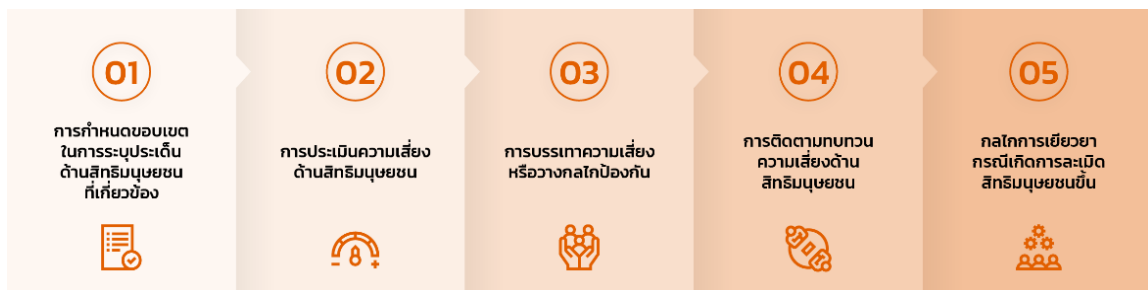 01
การกำหนดขอบเขต
ในการระบุประเด็น
ด้านสิทธิมนุษยชน
ที่เกี่ยวข้อง
02
การประเมินความเสี่ยง
ด้านสิทธิมนุษยชน
03
การบรรเทาความเสี่ยง
หรือวางกลไกป้องกัน
04
การติดตามทบทวน
ความเสี่ยงด้าน
สิทธิมนุษยชน
05
กลไกการเยียวยา
กรณีเกิดการละเมิด
สิทธิมนุษยชนขึ้น